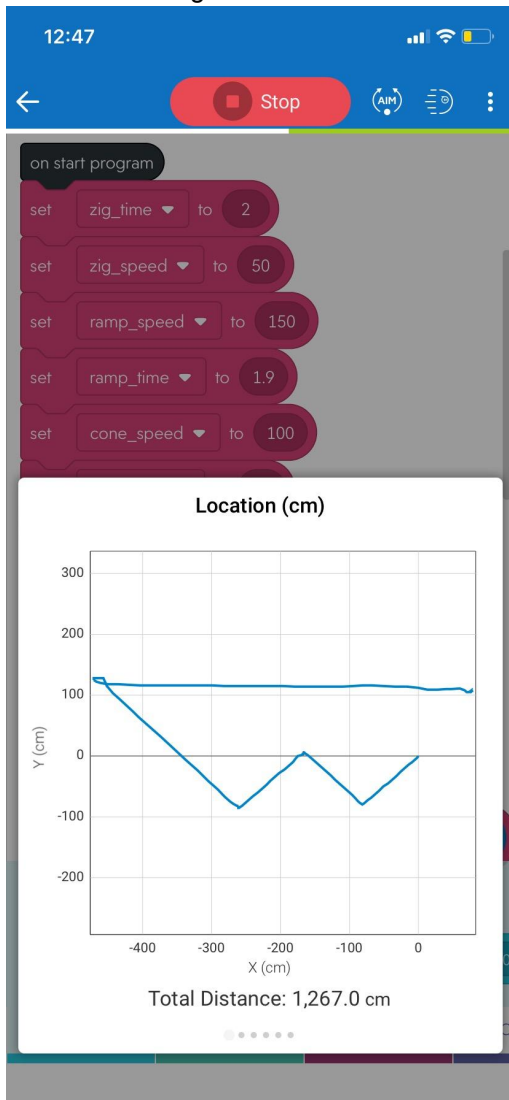 12:47
Stop
AIM
on start program
set zig_time to 2
set zig_speed to 50
set ramp_speed to 150
set ramp_time to 1.9
set cone_speed to 100
Location (cm)
300
200
100
0
-100
-200
Y (cm)
-400 -300 -200 -100 0
X (cm)
Total Distance: 1,267.0 cm